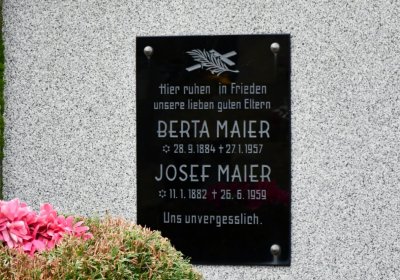 Hier ruhen in Frieden
unsere lieben guten Eltern
BERTA MAIER
✩ 28.9.1884 ✝ 27.1.1957
JOSEF MAIER
✩ 11.1.1882 ✝ 26.6.1959
Uns unvergesslich.